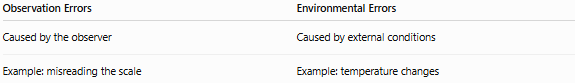 Observation Errors Environmental Errors
Caused by the observer Caused by external conditions
Example: misreading the scale Example: temperature changes